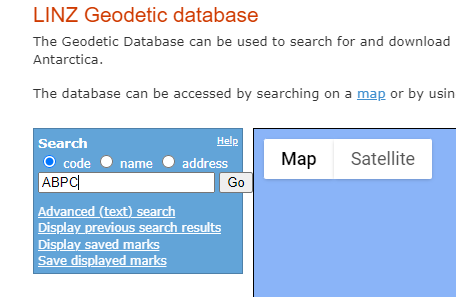 LINZ Geodetic database
The Geodetic Database can be used to search for and download
Antarctica.
The database can be accessed by searching on a map or by usin
Search Help
code name address
ABPC Go
Map Satellite
Advanced (text) search
Display previous search results
Display saved marks
Save displayed marks